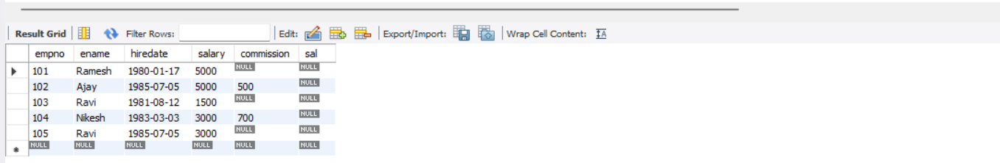 Result Grid Filter Rows: Edit: Export/Import: Wrap Cell Content: IA
empno ename hiredate salary commission sal
101 Ramesh 1980-01-17 5000 NULL NULL
102 Ajay 1985-07-05 5000 500 NULL
103 Ravi 1981-08-12 1500 NULL NULL
104 Nikesh 1983-03-03 3000 700 NULL
105 Ravi 1985-07-05 3000 NULL NULL
NULL NULL NULL NULL NULL NULL